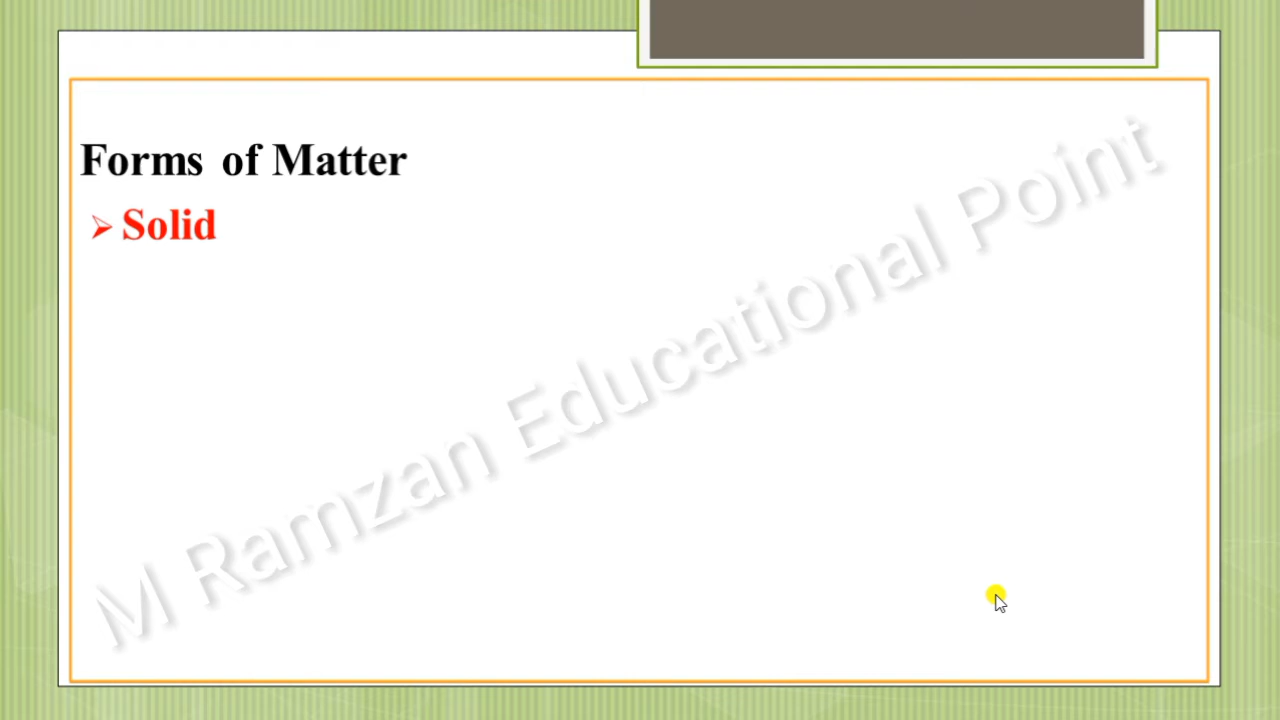 Forms of Matter
➢ Solid
M Ramzan Educational Point